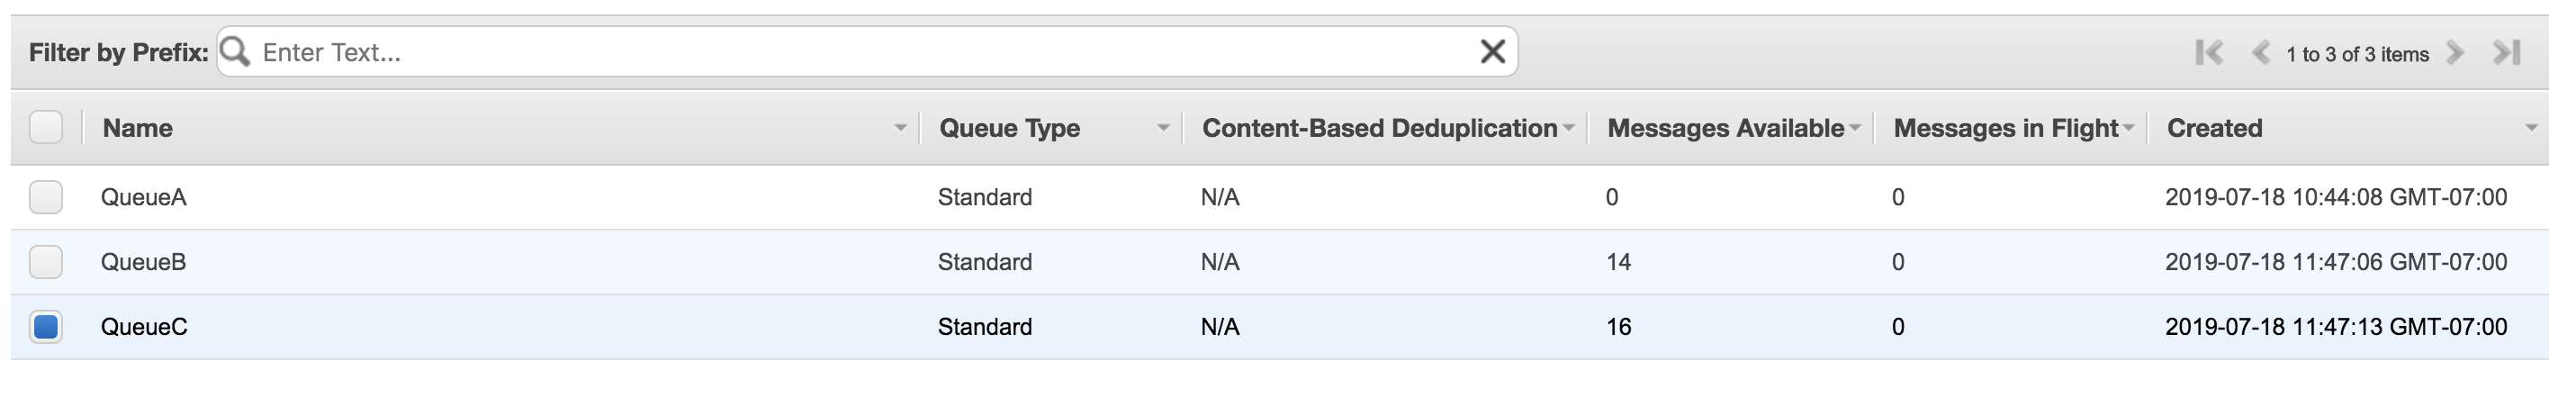 Filter by Prefix: Enter Text... 1 to 3 of 3 items
Name Queue Type Content-Based Deduplication Messages Available Messages in Flight Created
QueueA Standard N/A 0 0 2019-07-18 10:44:08 GMT-07:00
QueueB Standard N/A 14 0 2019-07-18 11:47:06 GMT-07:00
QueueC Standard N/A 16 0 2019-07-18 11:47:13 GMT-07:00